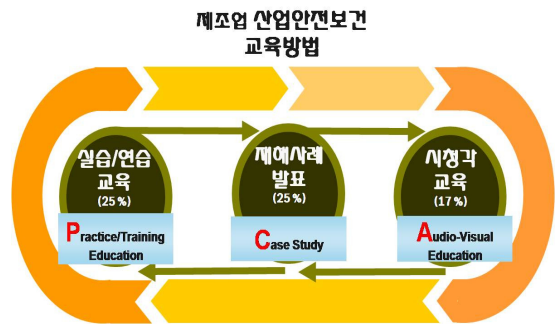 제조업 산업안전보건
교육방법
실습/연습
교육
(25%)
Practice/Training
Education
재해사례
발표
(25%)
Case Study
시청각
교육
(17%)
Audio-Visual
Education